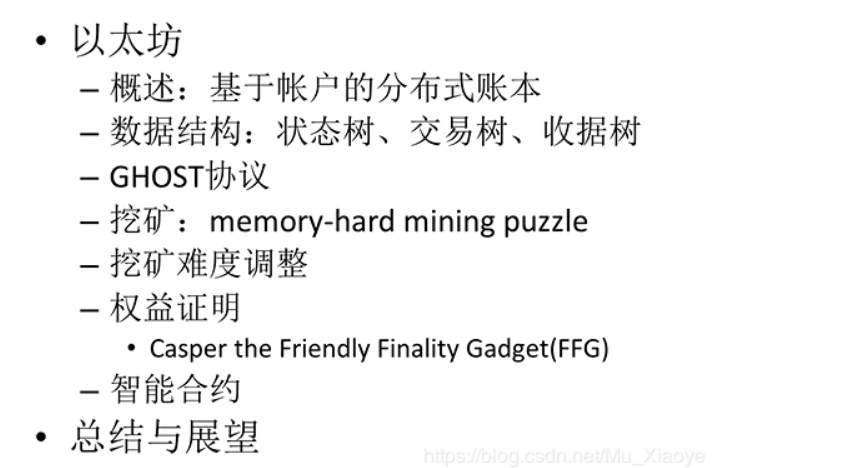 • 以太坊
– 概述：基于帐户的分布式账本
– 数据结构：状态树、交易树、收据树
– GHOST协议
– 挖矿：memory-hard mining puzzle
– 挖矿难度调整
– 权益证明
• Casper the Friendly Finality Gadget(FFG)
– 智能合约
• 总结与展望
https://blog.csdn.net/Mu_Xiaoye